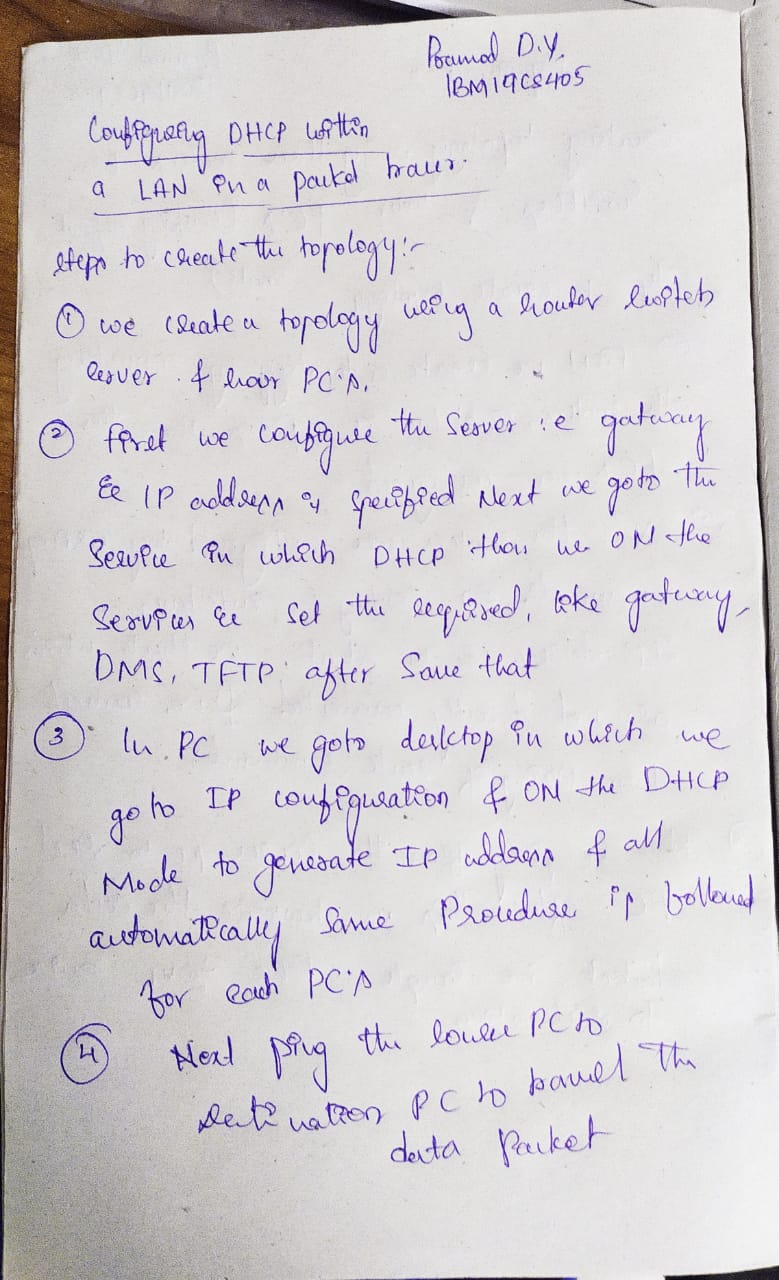 Pramod D.Y.
1BM19CS405
Configuring DHCP within
a LAN in a packet tracer.
steps to create the topology:-
① we create a topology using a router switch
server & four PC's.
② first we configure the Server i.e gatway
& IP address is specified Next we goto the
Service in which DHCP then we ON the
Services & Set the required, like gatway,
DMS, TFTP after Save that
③ In PC we goto desktop in which we
go to IP configuration & ON the DHCP
Mode to generate IP address & all
automatically Same Procedure is followed
for each PC's
④ Next ping the PC to
destination PC to travel the
data Packet